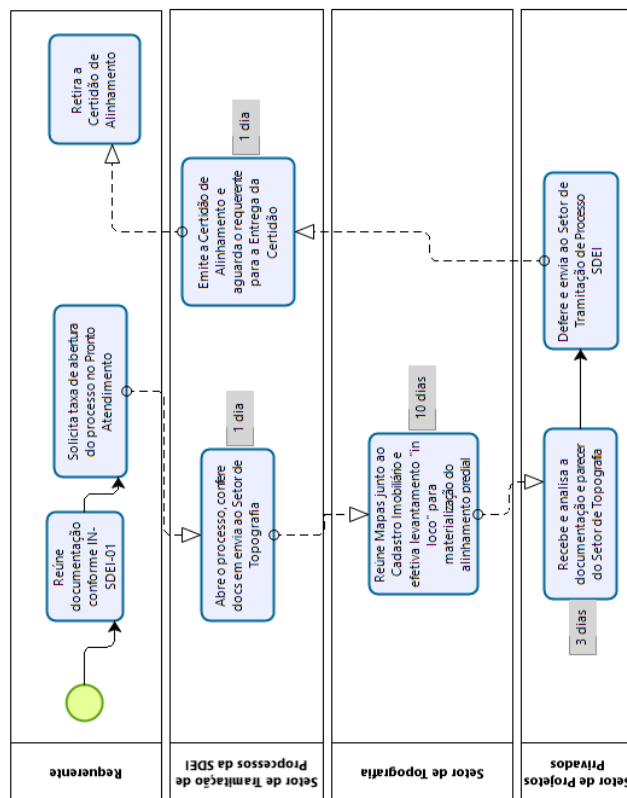 Requerente
Reúne
documentação
conforme IN-
SDEI-01
Solicita taxa de abertura
do processo no Pronto
Atendimento
Retira a
Certidão de
Alinhamento
Setor de Tramitação de
Propcessos da SDEI
Abre o processo, confere
docs em envia ao Setor de
Topografia
1 dia
Emite a Certidão de
Alinhamento e
aguarda o requerente
para a Entrega da
Certidão
1 dia
Setor de Topografia
Reúne Mapas junto ao
Cadastro Imobiliário e
efetiva levantamento "in
loco" para
materialização do
alinhamento predial
10 dias
Setor de Projetos
Privados
Recebe e analisa a
documentação e parecer
do Setor de Topografia
3 dias
Defere e envia ao Setor de
Tramitação de Processo
SDEI